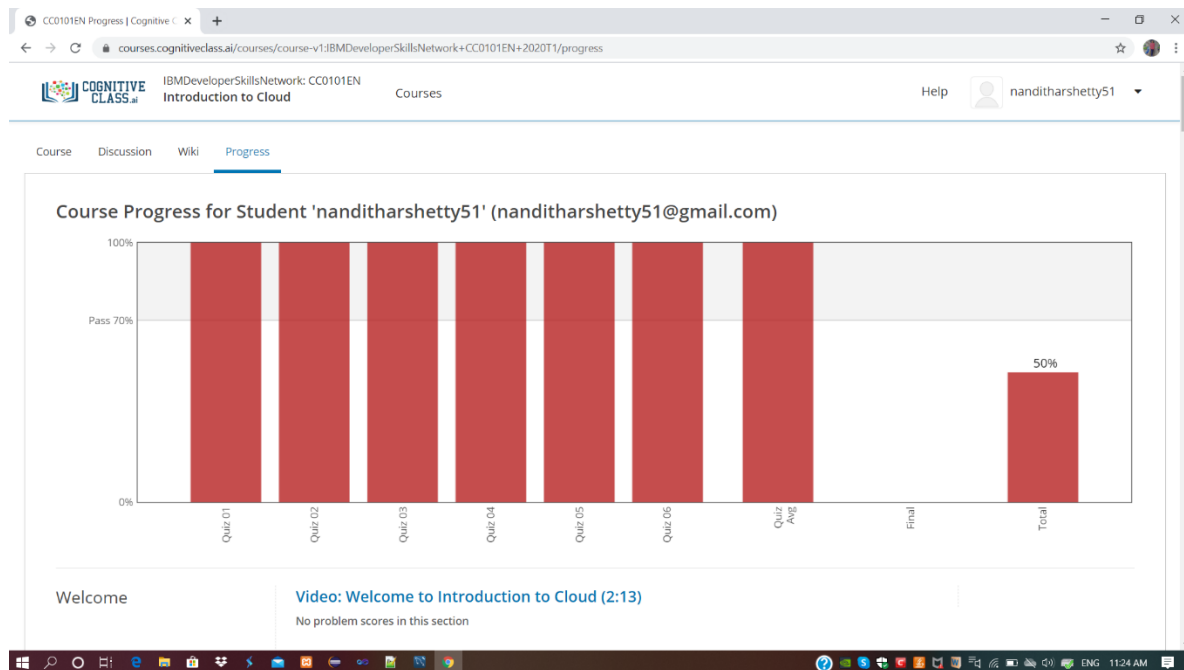 CC0101EN Progress | Cognitive C
courses.cognitiveclass.ai/courses/course-v1:IBMDeveloperSkillsNetwork+CC0101EN+2020T1/progress
COGNITIVE
CLASS.ai
IBMDeveloperSkillsNetwork: CC0101EN
Introduction to Cloud
Courses
Help
nanditharshetty51
Course Discussion Wiki Progress
Course Progress for Student 'nanditharshetty51' (nanditharshetty51@gmail.com)
100%
Pass 70%
50%
0%
Quiz 01
Quiz 02
Quiz 03
Quiz 04
Quiz 05
Quiz 06
Quiz
Avg
Final
Total
Welcome
Video: Welcome to Introduction to Cloud (2:13)
No problem scores in this section
ENG 11:24 AM